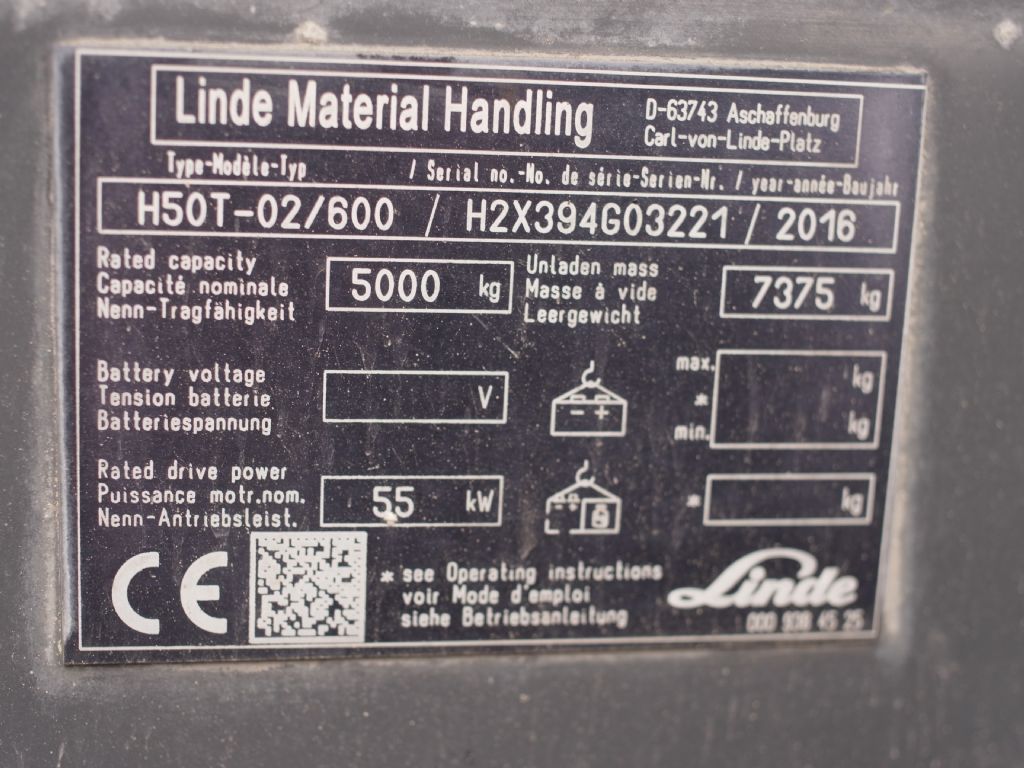 Linde Material Handling
D-63743 Aschaffenburg
Carl-von-Linde-Platz
Type-Modèle-Typ / Serial no.-No. de série-Serien-Nr. / year-année-Baujahr
H50T-02/600 / H2X394G03221 / 2016
Rated capacity
Capacité nominale
Nenn-Tragfähigkeit
5000 kg
Unladen mass
Masse à vide
Leergewicht
7375 kg
Battery voltage
Tension batterie
Batteriespannung
V
max. kg
*
min. kg
Rated drive power
Puissance motr.nom.
Nenn-Antriebsleist.
55 kW
* kg
CE
* see Operating instructions
voir Mode d'emploi
siehe Betriebsanleitung
Linde
000 938 45 25